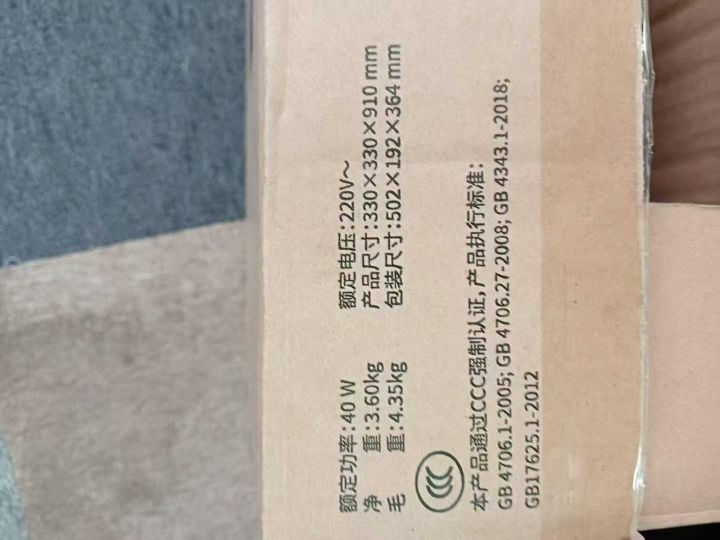 额定功率：40 W 额定电压：220V～
净 重：3.60kg 产品尺寸：330×330×910 mm
毛 重：4.35kg 包装尺寸：502×192×364 mm
CCC
本产品通过CCC强制认证，产品执行标准：
GB 4706.1-2005; GB 4706.27-2008; GB 4343.1-2018;
GB17625.1-2012